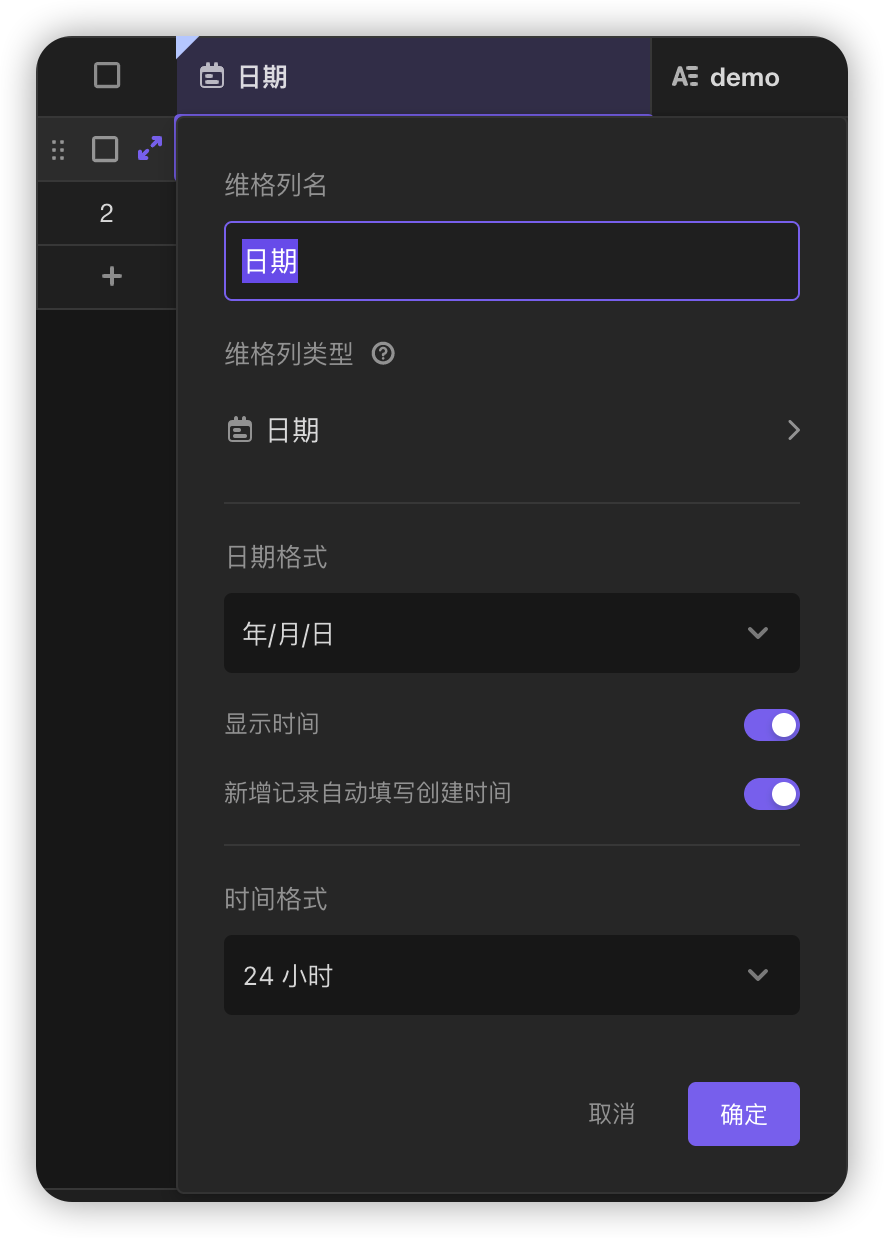 日期
demo
2
维格列名
日期
维格列类型
日期
日期格式
年/月/日
显示时间
新增记录自动填写创建时间
时间格式
24 小时
取消
确定